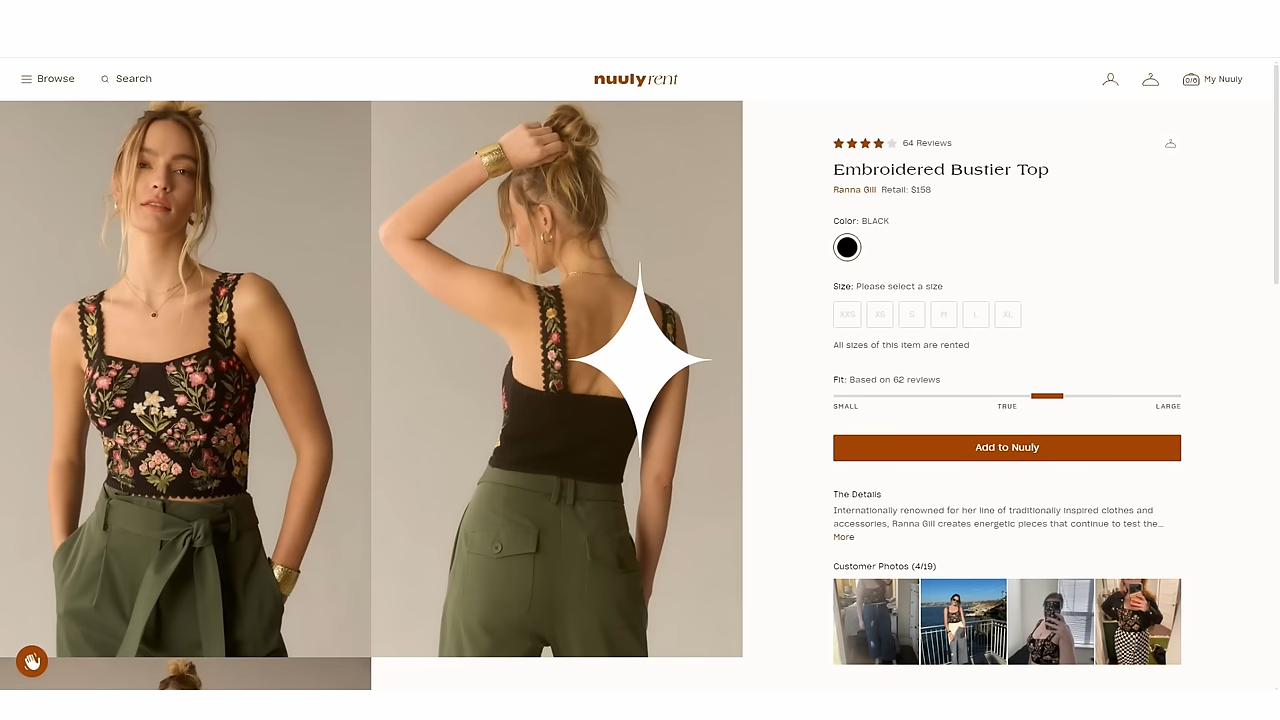 Browse
Search
nuuly rent
0/6
My Nuuly
64 Reviews
Embroidered Bustier Top
Ranna Gill Retail: $158
Color: BLACK
Size: Please select a size
XXS XS S M L XL
All sizes of this item are rented
Fit: Based on 62 reviews
SMALL TRUE LARGE
Add to Nuuly
The Details
Internationally renowned for her line of traditionally inspired clothes and
accessories, Ranna Gill creates energetic pieces that continue to test the...
More
Customer Photos (4/19)